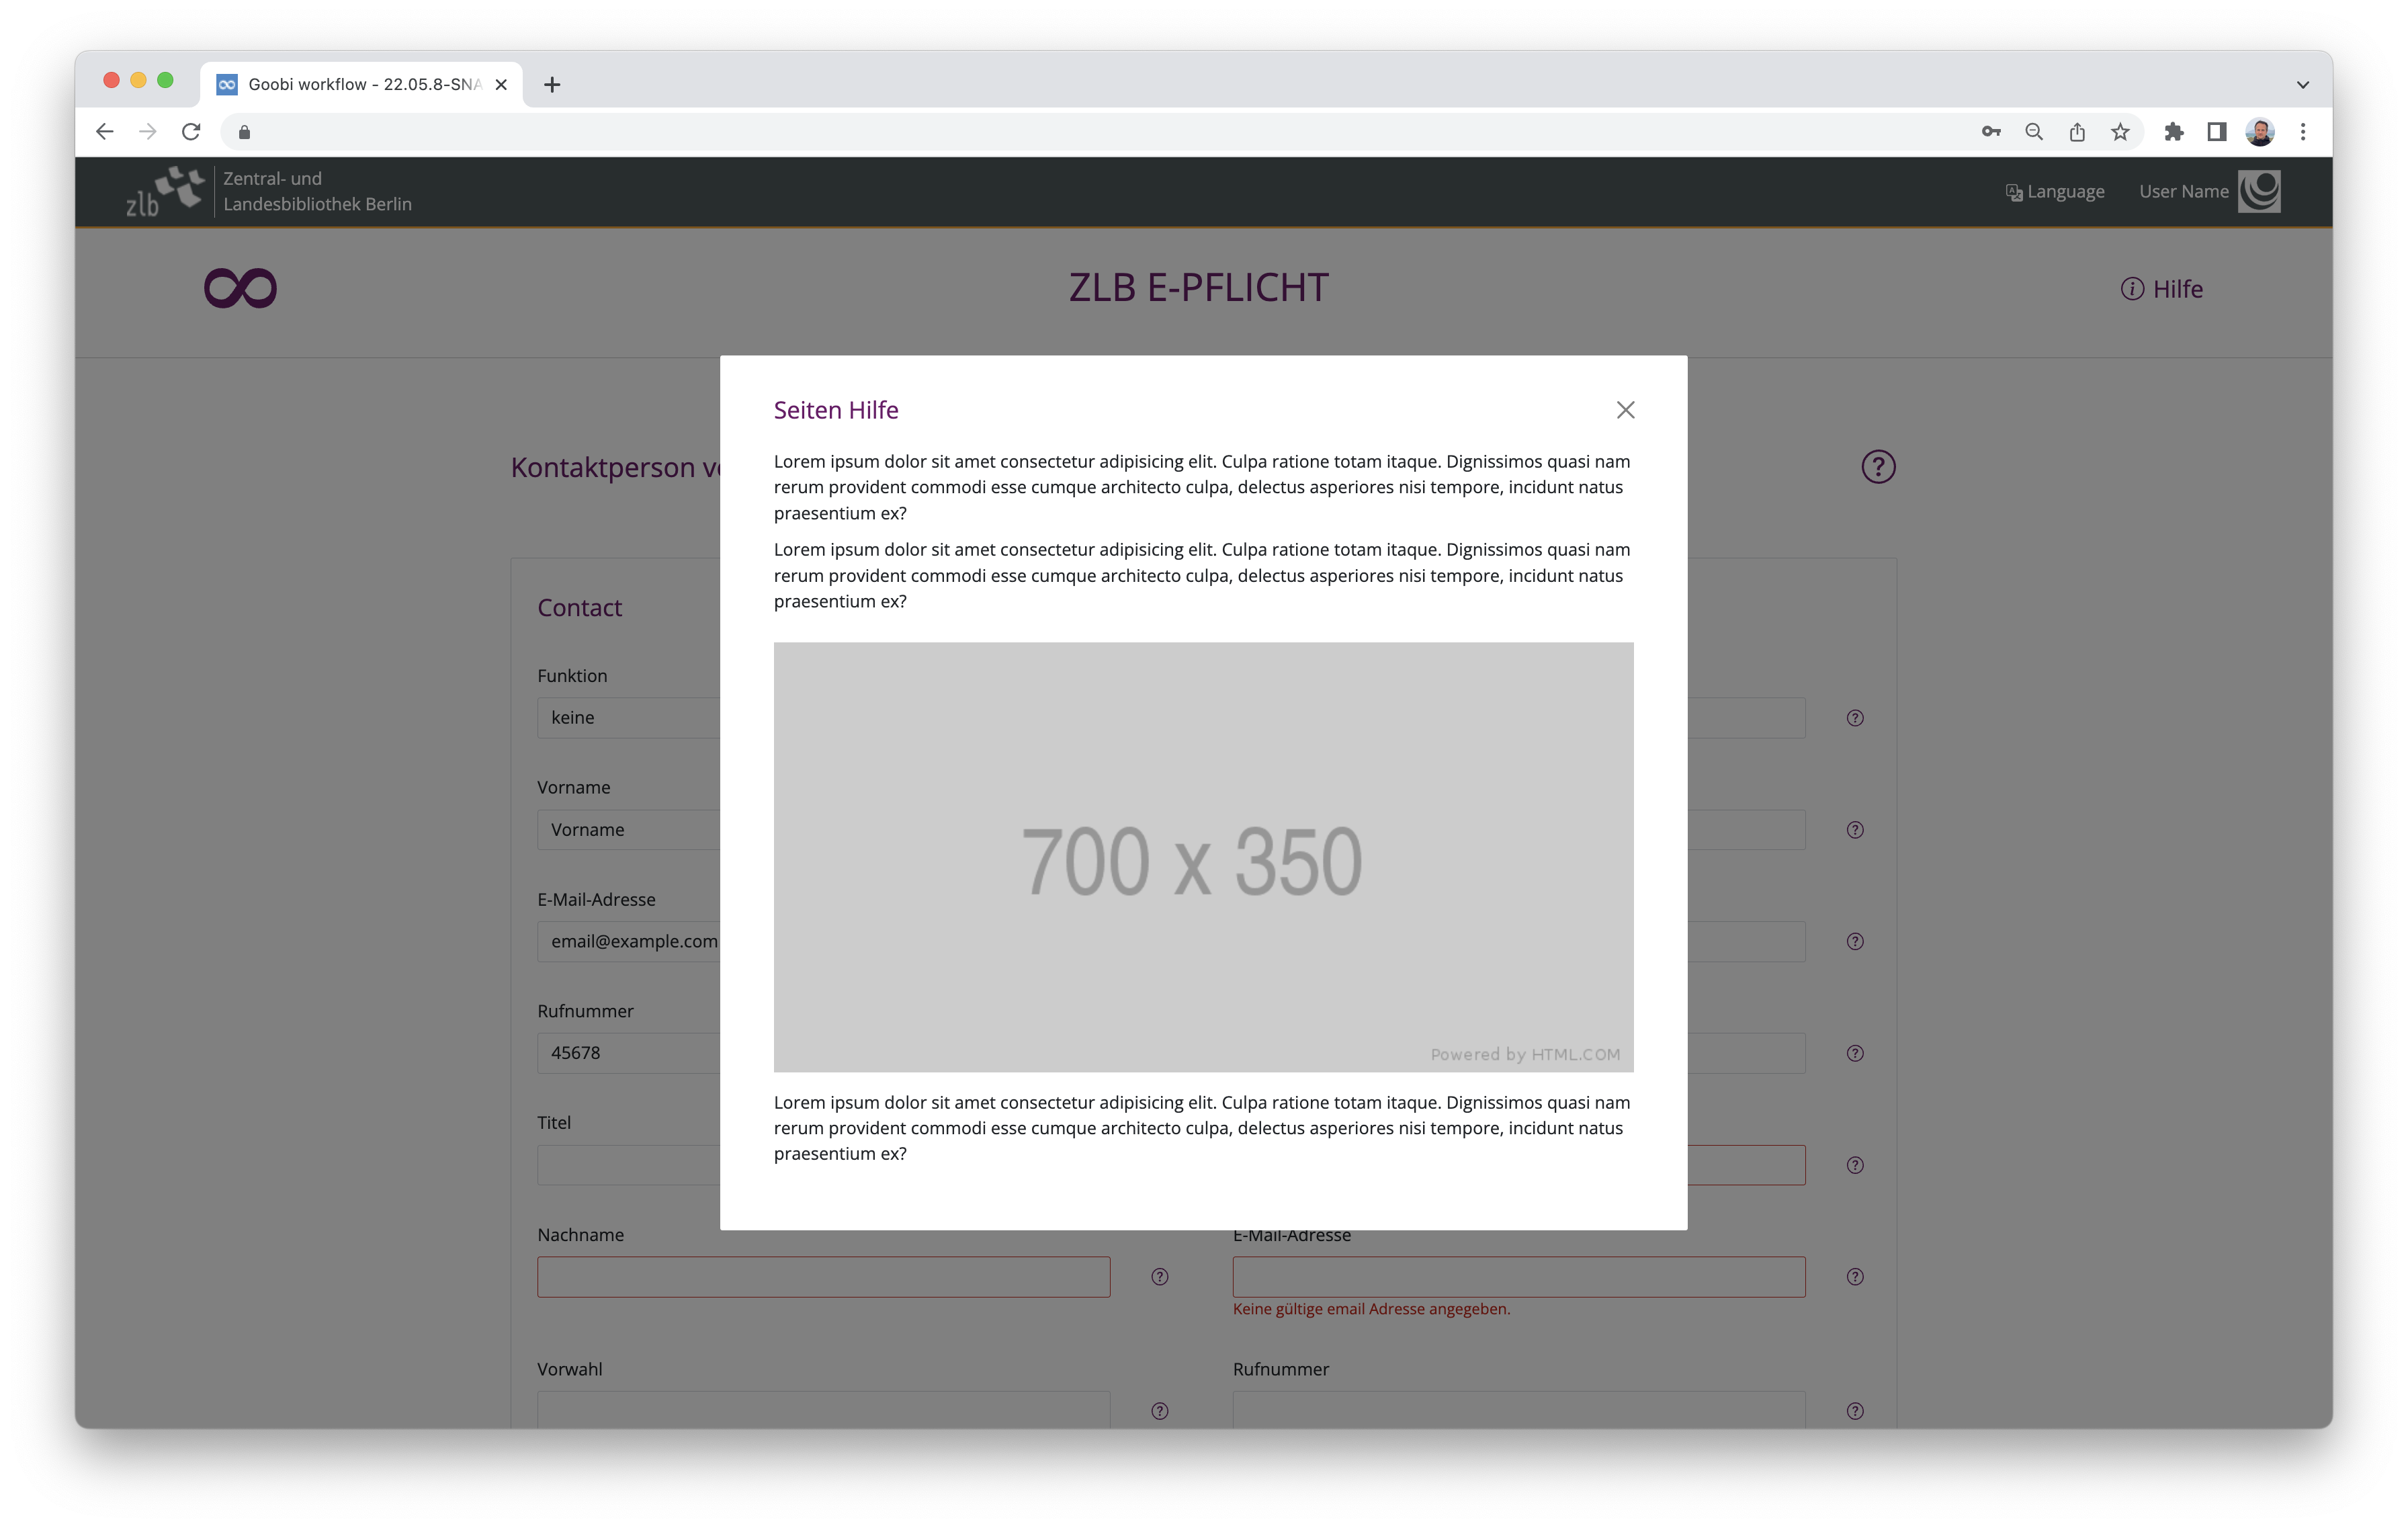 Goobi workflow - 22.05.8-SNA
zlb
Zentral- und
Landesbibliothek Berlin
Language
User Name
ZLB E-PFLICHT
Hilfe
Kontaktperson
Seiten Hilfe
Lorem ipsum dolor sit amet consectetur adipisicing elit. Culpa ratione totam itaque. Dignissimos quasi nam
rerum provident commodi esse cumque architecto culpa, delectus asperiores nisi tempore, incidunt natus
praesentium ex?
Lorem ipsum dolor sit amet consectetur adipisicing elit. Culpa ratione totam itaque. Dignissimos quasi nam
rerum provident commodi esse cumque architecto culpa, delectus asperiores nisi tempore, incidunt natus
praesentium ex?
700 x 350
Powered by HTML.COM
Lorem ipsum dolor sit amet consectetur adipisicing elit. Culpa ratione totam itaque. Dignissimos quasi nam
rerum provident commodi esse cumque architecto culpa, delectus asperiores nisi tempore, incidunt natus
praesentium ex?
Contact
Funktion
keine
Vorname
Vorname
E-Mail-Adresse
email@example.com
Rufnummer
45678
Titel
Nachname
E-Mail-Adresse
Keine gültige email Adresse angegeben.
Vorwahl
Rufnummer